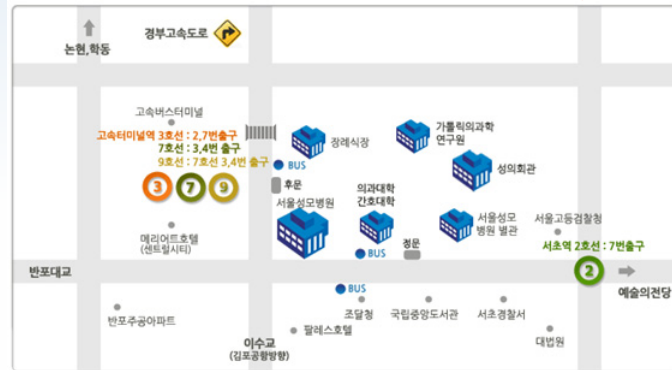 논현,학동
경부고속도로
고속버스터미널
고속터미널역 3호선 : 2,7번출구
7호선 : 3,4번 출구
9호선 : 7호선 3,4번 출구
3
7
9
BUS
후문
장례식장
가톨릭의과학
연구원
성의회관
서울성모병원
의과대학
간호대학
서울성모
병원 별관
정문
BUS
메리어트호텔
(센트럴시티)
서울고등검찰청
서초역 2호선 : 7번출구
2
반포대교
예술의전당
BUS
반포주공아파트
조달청
국립중앙도서관
서초경찰서
팔레스호텔
대법원
이수교
(김포공항방향)